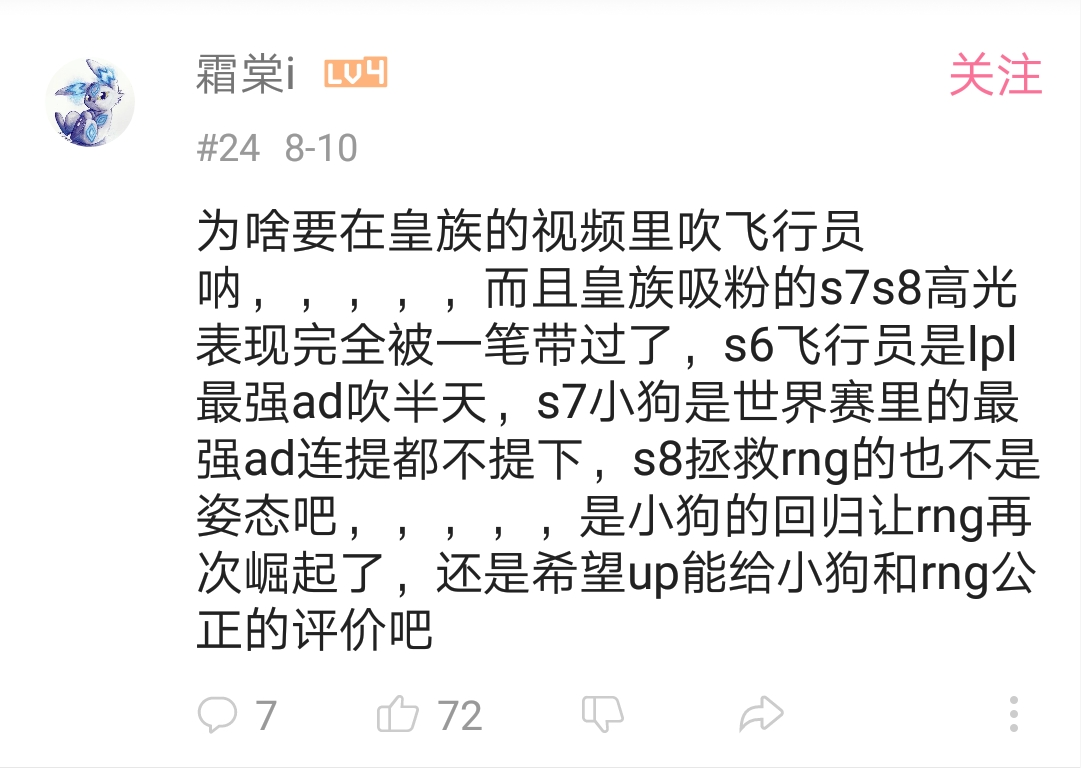 霜棠i LV4 关注
#24 8-10
为啥要在皇族的视频里吹飞行员
呐，，，，，而且皇族吸粉的s7s8高光
表现完全被一笔带过了，s6飞行员是lpl
最强ad吹半天，s7小狗是世界赛里的最
强ad连提都不提下，s8拯救rng的也不是
姿态吧，，，，，是小狗的回归让rng再
次崛起了，还是希望up能给小狗和rng公
正的评价吧
7 72